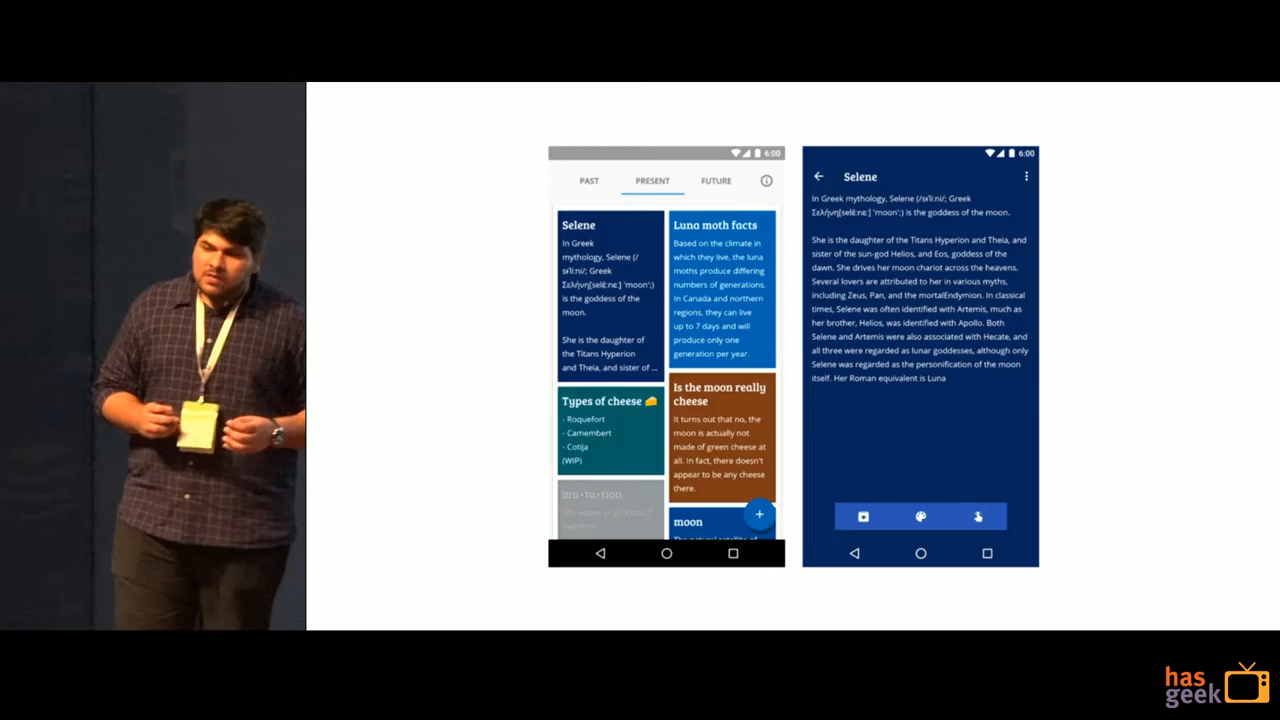 6:00
PAST PRESENT FUTURE
Selene
In Greek
mythology, Selene (/
sɪˈliːni/; Greek
Σελήνη[selɛ̌ːnɛː] 'moon';)
is the goddess of the
moon.
She is the daughter of
the Titans Hyperion
and Theia, and sister of ...
Types of cheese 🧀
- Roquefort
- Camembert
- Cotija
(WIP)
mu•ta•tion
Luna moth facts
Based on the climate in
which they live, the luna
moths produce differing
numbers of generations.
In Canada and northern
regions, they can live
up to 7 days and will
produce only one
generation per year.
Is the moon really
cheese
It turns out that no, the
moon is actually not
made of green cheese at
all. In fact, there doesn't
appear to be any cheese
there.
moon
+
6:00
Selene
In Greek mythology, Selene (/sɪˈliːni/; Greek
Σελήνη[selɛ̌ːnɛː] 'moon';) is the goddess of the moon.
She is the daughter of the Titans Hyperion and Theia, and
sister of the sun-god Helios, and Eos, goddess of the
dawn. She drives her moon chariot across the heavens.
Several lovers are attributed to her in various myths,
including Zeus, Pan, and the mortalEndymion. In classical
times, Selene was often identified with Artemis, much as
her brother, Helios, was identified with Apollo. Both
Selene and Artemis were also associated with Hecate, and
all three were regarded as lunar goddesses, although only
Selene was regarded as the personification of the moon
itself. Her Roman equivalent is Luna
has
geek